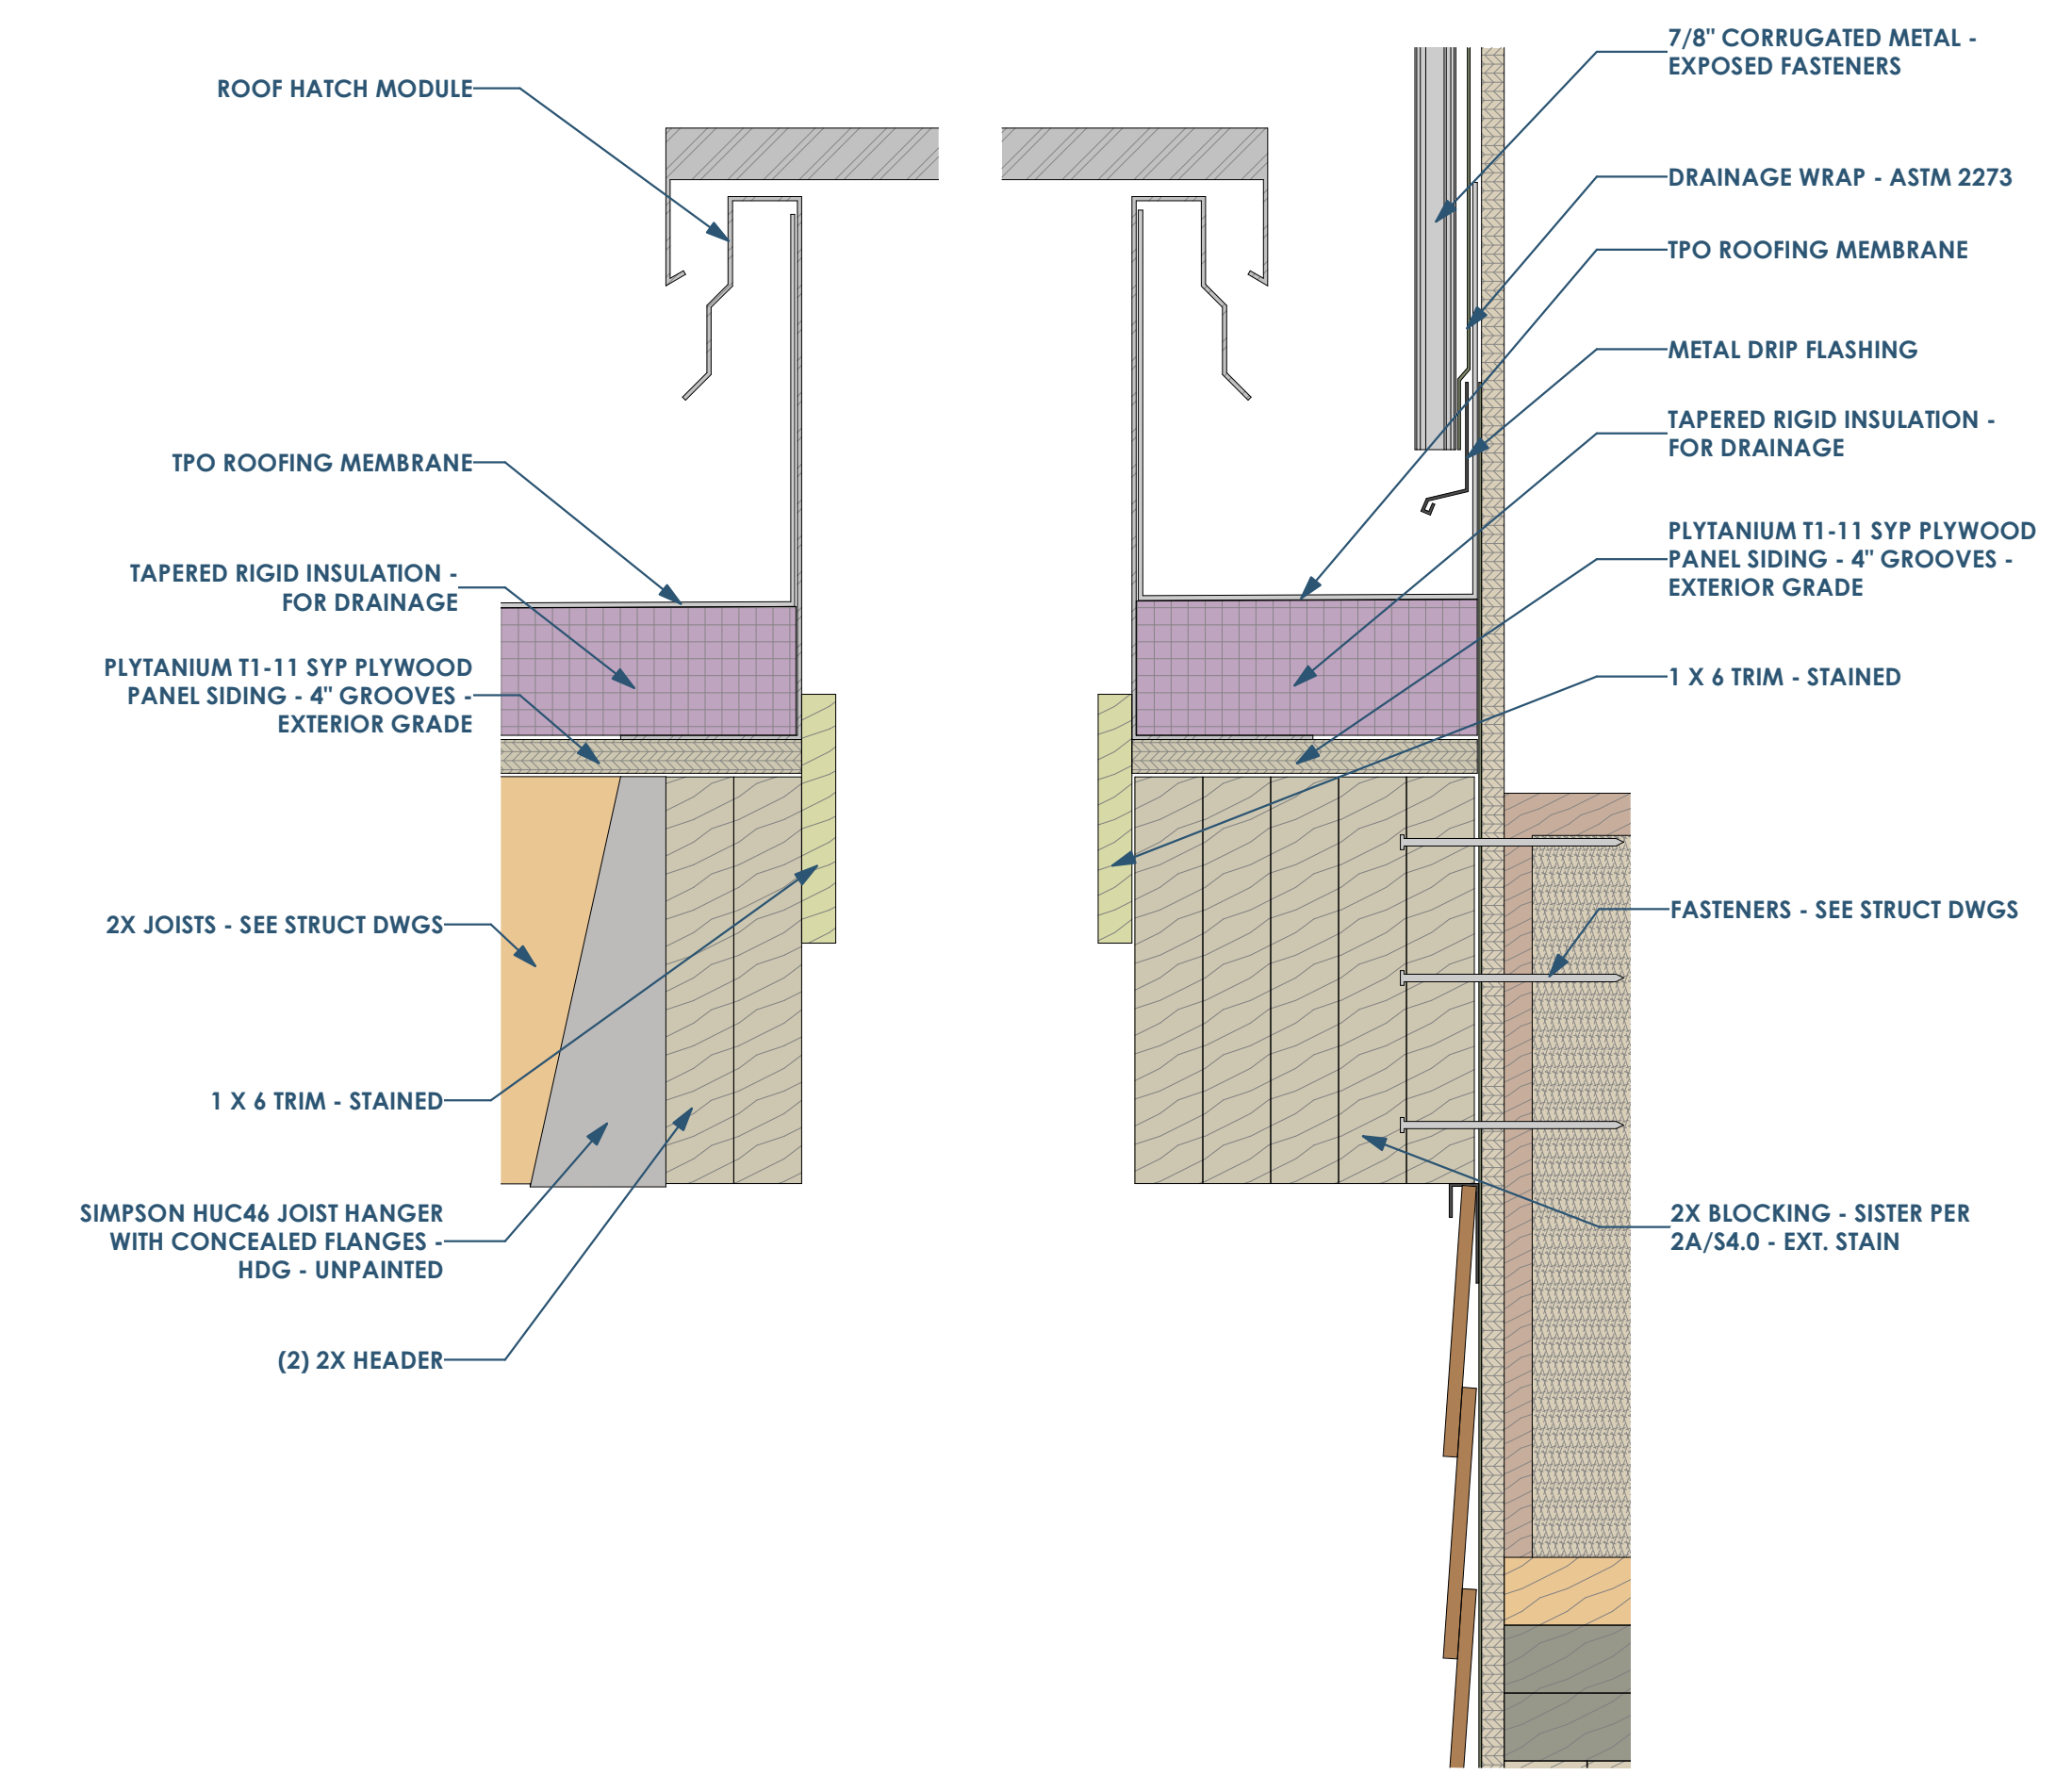 ROOF HATCH MODULE
TPO ROOFING MEMBRANE
TAPERED RIGID INSULATION -
FOR DRAINAGE
PLYTANIUM T1-11 SYP PLYWOOD
PANEL SIDING - 4" GROOVES -
EXTERIOR GRADE
2X JOISTS - SEE STRUCT DWGS
1 X 6 TRIM - STAINED
SIMPSON HUC46 JOIST HANGER
WITH CONCEALED FLANGES -
HDG - UNPAINTED
(2) 2X HEADER
7/8" CORRUGATED METAL -
EXPOSED FASTENERS
DRAINAGE WRAP - ASTM 2273
TPO ROOFING MEMBRANE
METAL DRIP FLASHING
TAPERED RIGID INSULATION -
FOR DRAINAGE
PLYTANIUM T1-11 SYP PLYWOOD
PANEL SIDING - 4" GROOVES -
EXTERIOR GRADE
1 X 6 TRIM - STAINED
FASTENERS - SEE STRUCT DWGS
2X BLOCKING - SISTER PER
2A/S4.0 - EXT. STAIN